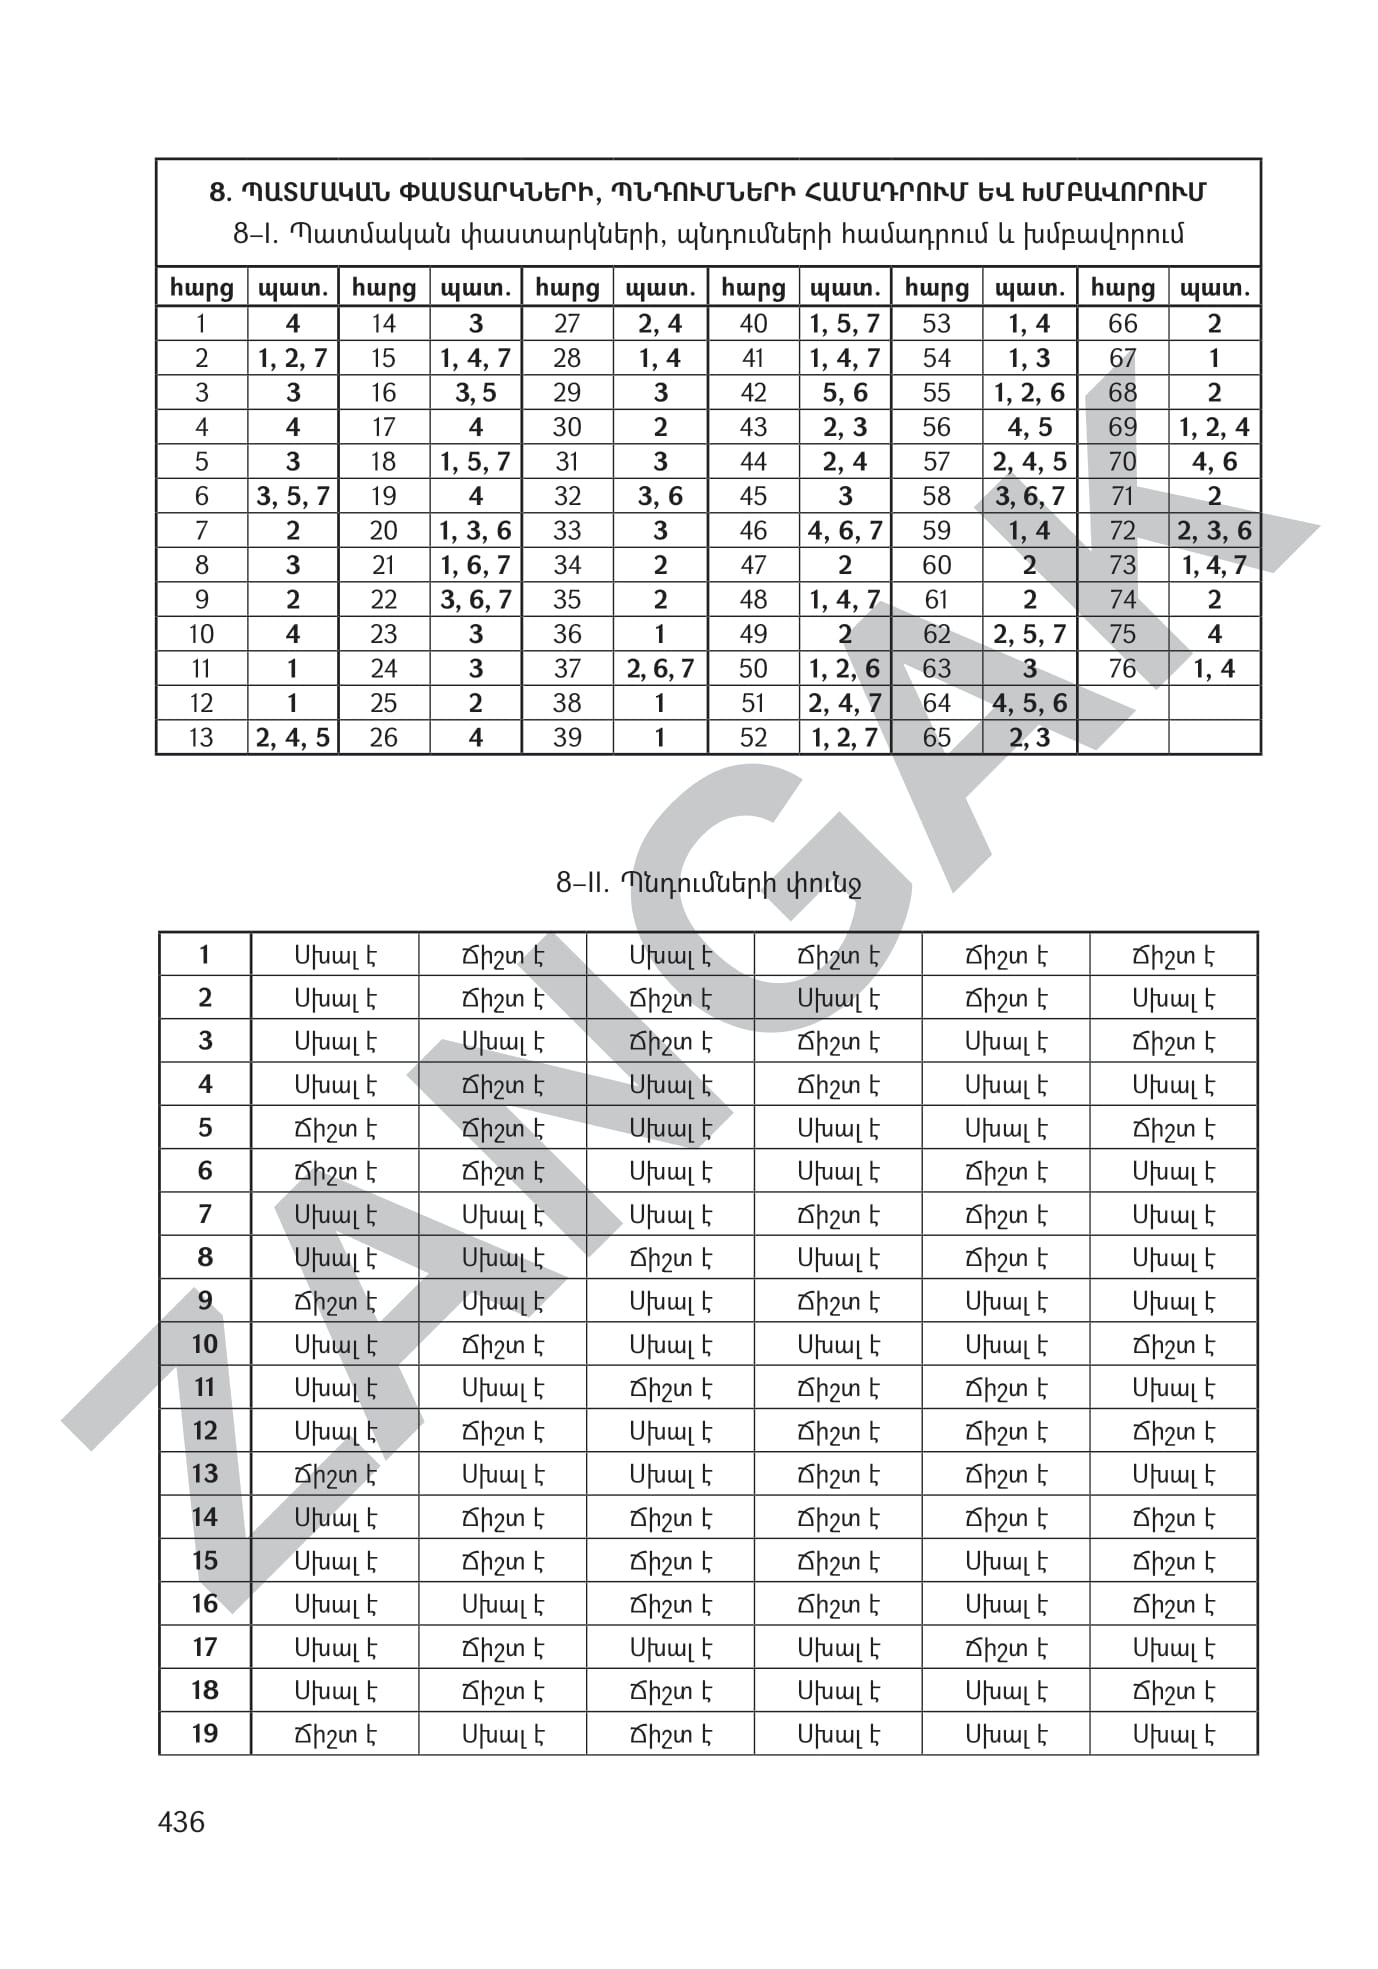 8. ՊԱՏՄԱԿԱՆ ՓԱՍՏԱՐԿՆԵՐԻ, ՊՆԴՈՒՄՆԵՐԻ ՀԱՄԱԴՐՈՒՄ ԵՎ ԽՄԲԱՎՈՐՈՒՄ
8–I. Պատմական փաստարկների, պնդումների համադրում և խմբավորում
հարց պատ. հարց պատ. հարց պատ. հարց պատ. հարց պատ. հարց պատ.
1 4 14 3 27 2, 4 40 1, 5, 7 53 1, 4 66 2
2 1, 2, 7 15 1, 4, 7 28 1, 4 41 1, 4, 7 54 1, 3 67 1
3 3 16 3, 5 29 3 42 5, 6 55 1, 2, 6 68 2
4 4 17 4 30 2 43 2, 3 56 4, 5 69 1, 2, 4
5 3 18 1, 5, 7 31 3 44 2, 4 57 2, 4, 5 70 4, 6
6 3, 5, 7 19 4 32 3, 6 45 3 58 3, 6, 7 71 2
7 2 20 1, 3, 6 33 3 46 4, 6, 7 59 1, 4 72 2, 3, 6
8 3 21 1, 6, 7 34 2 47 2 60 2 73 1, 4, 7
9 2 22 3, 6, 7 35 2 48 1, 4, 7 61 2 74 2
10 4 23 3 36 1 49 2 62 2, 5, 7 75 4
11 1 24 3 37 2, 6, 7 50 1, 2, 6 63 3 76 1, 4
12 1 25 2 38 1 51 2, 4, 7 64 4, 5, 6
13 2, 4, 5 26 4 39 1 52 1, 2, 7 65 2, 3
8–II. Պնդումների փունջ
1 Սխալ է Ճիշտ է Սխալ է Ճիշտ է Ճիշտ է Ճիշտ է
2 Սխալ է Ճիշտ է Ճիշտ է Սխալ է Ճիշտ է Սխալ է
3 Սխալ է Սխալ է Ճիշտ է Ճիշտ է Սխալ է Ճիշտ է
4 Սխալ է Ճիշտ է Սխալ է Ճիշտ է Սխալ է Սխալ է
5 Ճիշտ է Ճիշտ է Սխալ է Սխալ է Սխալ է Ճիշտ է
6 Ճիշտ է Ճիշտ է Սխալ է Սխալ է Ճիշտ է Սխալ է
7 Սխալ է Սխալ է Սխալ է Ճիշտ է Ճիշտ է Սխալ է
8 Սխալ է Սխալ է Ճիշտ է Սխալ է Ճիշտ է Սխալ է
9 Ճիշտ է Սխալ է Սխալ է Ճիշտ է Սխալ է Սխալ է
10 Սխալ է Ճիշտ է Սխալ է Սխալ է Սխալ է Ճիշտ է
11 Սխալ է Սխալ է Ճիշտ է Ճիշտ է Ճիշտ է Սխալ է
12 Սխալ է Ճիշտ է Սխալ է Ճիշտ է Ճիշտ է Ճիշտ է
13 Ճիշտ է Սխալ է Սխալ է Ճիշտ է Ճիշտ է Սխալ է
14 Սխալ է Ճիշտ է Ճիշտ է Ճիշտ է Ճիշտ է Ճիշտ է
15 Սխալ է Ճիշտ է Ճիշտ է Ճիշտ է Սխալ է Ճիշտ է
16 Սխալ է Սխալ է Ճիշտ է Ճիշտ է Սխալ է Ճիշտ է
17 Սխալ է Ճիշտ է Սխալ է Սխալ է Ճիշտ է Սխալ է
18 Սխալ է Ճիշտ է Ճիշտ է Սխալ է Սխալ է Ճիշտ է
19 Ճիշտ է Սխալ է Ճիշտ է Սխալ է Սխալ է Սխալ է
436
ZANGAK